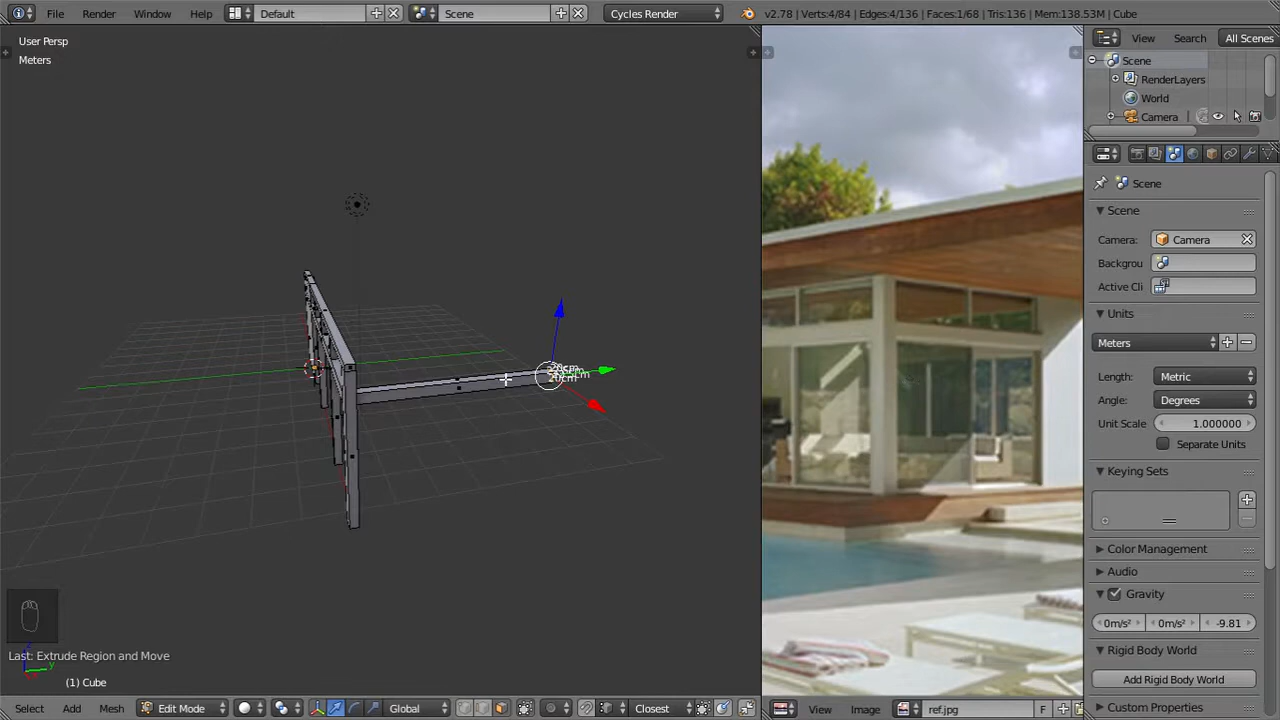 File Render Window Help Default Scene Cycles Render v2.78 | Verts:4/84 | Edges:4/136 | Faces:1/68 | Tris:136 | Mem:138.53M | Cube
User Persp
Meters
20cm
Last: Extrude Region and Move
(1) Cube
Select Add Mesh Edit Mode Global Closest
View Image ref.jpg F
View Search All Scenes
Scene
RenderLayers
World
Camera
Scene
Scene
Camera: Camera
Backgrou
Active Cli
Units
Meters
Length: Metric
Angle: Degrees
Unit Scale 1.000000
Separate Units
Keying Sets
Color Management
Audio
Gravity
0m/s² 0m/s² -9.81
Rigid Body World
Add Rigid Body World
Custom Properties